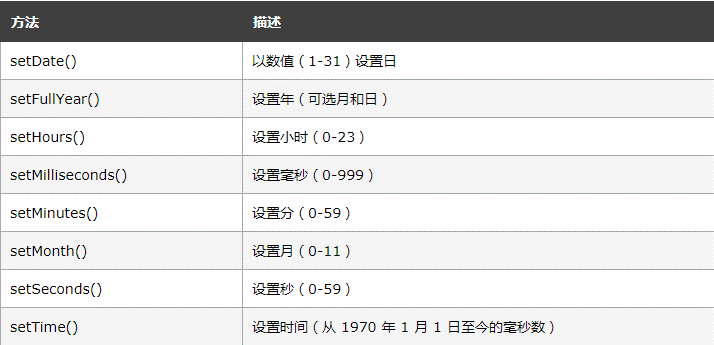 方法 描述
setDate() 以数值（1-31）设置日
setFullYear() 设置年（可选月和日）
setHours() 设置小时（0-23）
setMilliseconds() 设置毫秒（0-999）
setMinutes() 设置分（0-59）
setMonth() 设置月（0-11）
setSeconds() 设置秒（0-59）
setTime() 设置时间（从 1970 年 1 月 1 日至今的毫秒数）